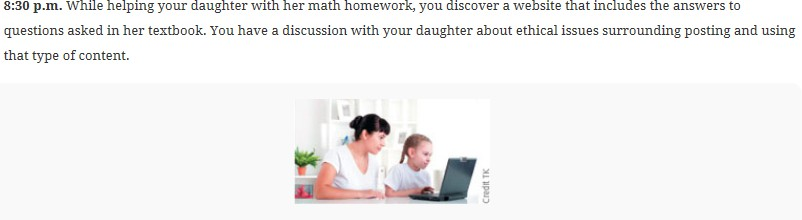 8:30 p.m. While helping your daughter with her math homework, you discover a website that includes the answers to
questions asked in her textbook. You have a discussion with your daughter about ethical issues surrounding posting and using
that type of content.
Credit TK